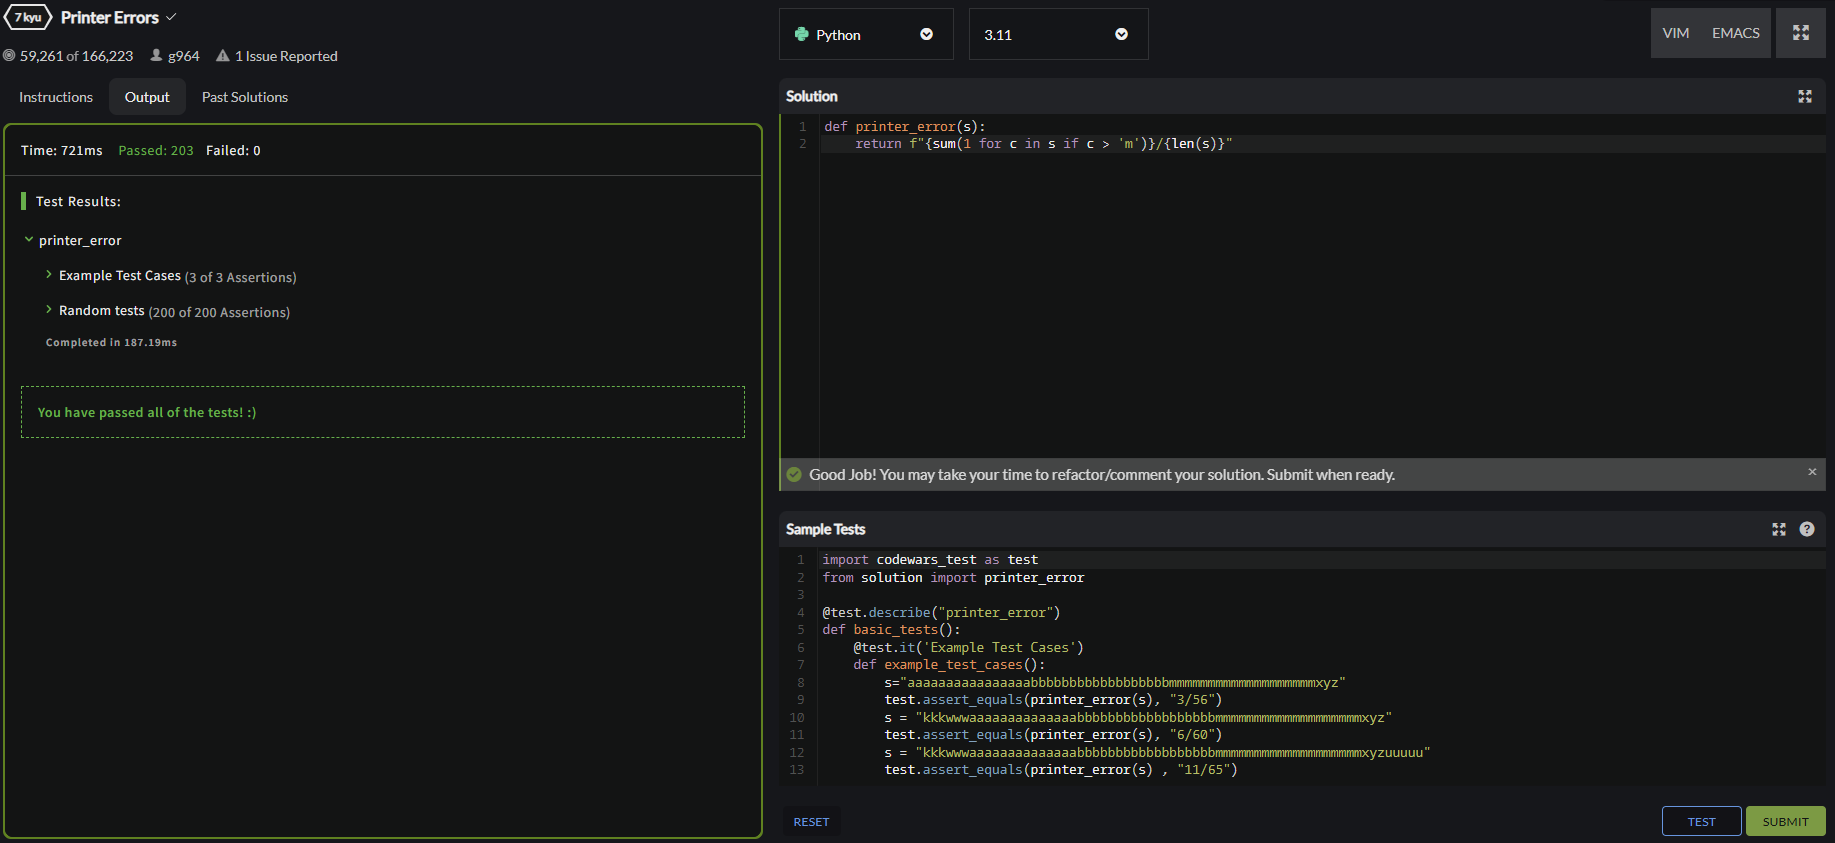 7 kyu Printer Errors
59,261 of 166,223 g964 1 Issue Reported
Instructions Output Past Solutions
Time: 721ms Passed: 203 Failed: 0
Test Results:
printer_error
Example Test Cases (3 of 3 Assertions)
Random tests (200 of 200 Assertions)
Completed in 187.19ms
You have passed all of the tests! :)
Python 3.11 VIM EMACS
Solution
1 def printer_error(s):
2     return f"{sum(1 for c in s if c > 'm')}/{len(s)}"
Good Job! You may take your time to refactor/comment your solution. Submit when ready. ×
Sample Tests ?
1 import codewars_test as test
2 from solution import printer_error
3
4 @test.describe("printer_error")
5 def basic_tests():
6     @test.it('Example Test Cases')
7     def example_test_cases():
8         s="aaaaaaaaaaaaaaaabbbbbbbbbbbbbbbbbbmmmmmmmmmmmmmmmmmmmxyz"
9         test.assert_equals(printer_error(s), "3/56")
10         s = "kkkwwwaaaaaaaaaaaaaabbbbbbbbbbbbbbbbbbmmmmmmmmmmmmmmmmmmmxyz"
11         test.assert_equals(printer_error(s), "6/60")
12         s = "kkkwwwaaaaaaaaaaaaaabbbbbbbbbbbbbbbbbbmmmmmmmmmmmmmmmmmmmxyzuuuuu"
13         test.assert_equals(printer_error(s) , "11/65")
RESET TEST SUBMIT